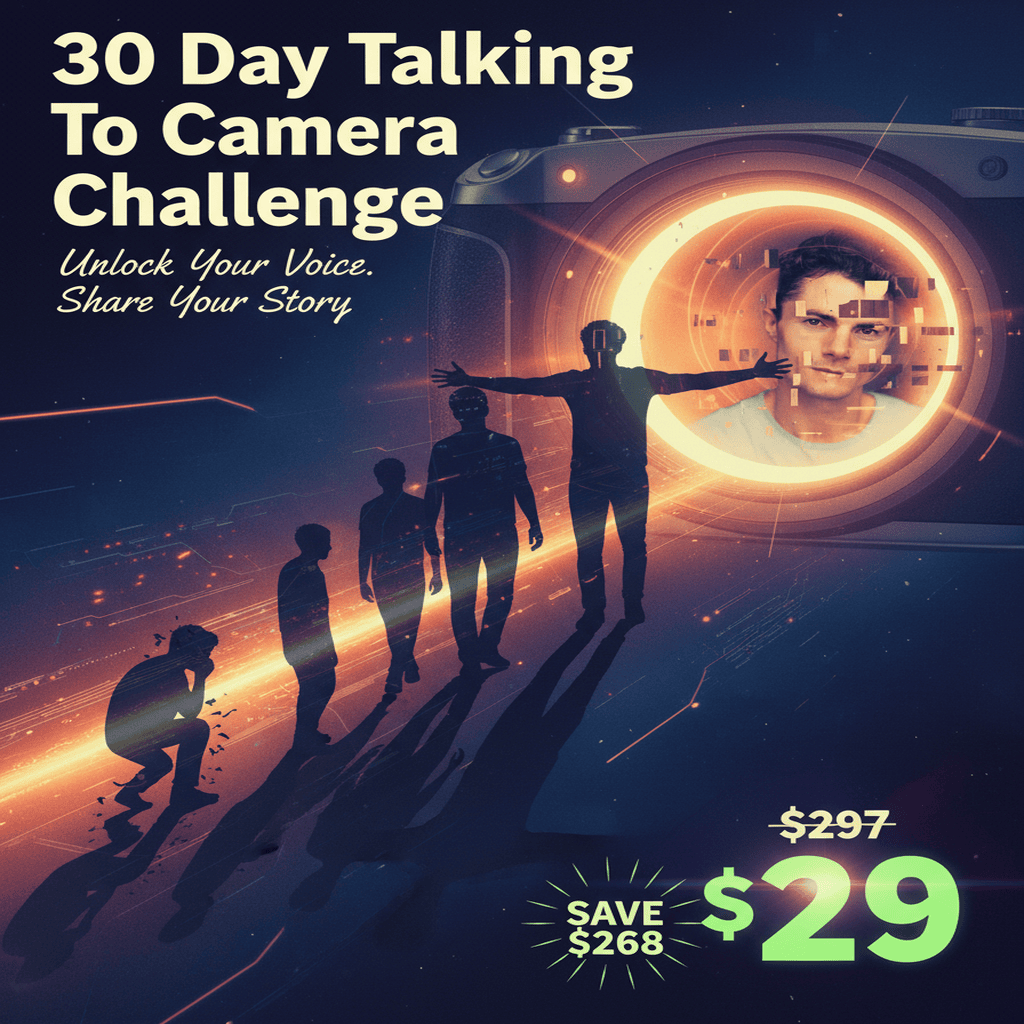 30 Day Talking
To Camera
Challenge
Unlock Your Voice.
Share Your Story
$297
$29
SAVE
$268